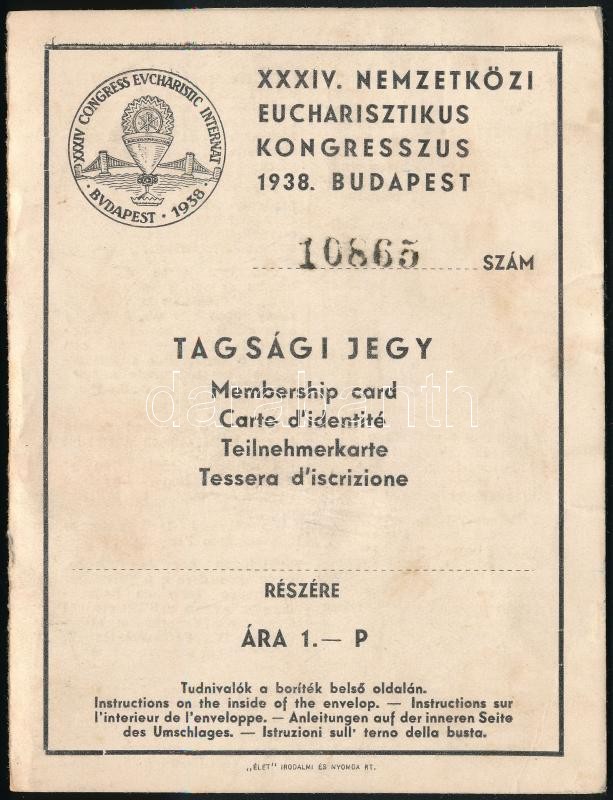 XXXIV CONGRESS EVCHARISTIC INTERNAT
· BVDAPEST · 1938 ·
XXXIV. NEMZETKÖZI
EUCHARISZTIKUS
KONGRESSZUS
1938. BUDAPEST
10865 SZÁM
TAGSÁGI JEGY
Membership card
Carte d'identité
Teilnehmerkarte
Tessera d'iscrizione
darabanth
RÉSZÉRE
ÁRA 1.— P
Tudnivalók a boríték belső oldalán.
Instructions on the inside of the envelop. — Instructions sur
l'interieur de l'enveloppe. — Anleitungen auf der inneren Seite
des Umschlages. — Istruzioni sull' terno della busta.
„ÉLET" IRODALMI ÉS NYOMDA RT.